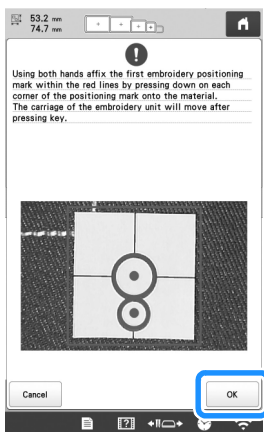 53.2 mm
74.7 mm
Using both hands affix the first embroidery positioning
mark within the red lines by pressing down on each
corner of the positioning mark onto the material.
The carriage of the embroidery unit will move after
pressing key.
Cancel
OK